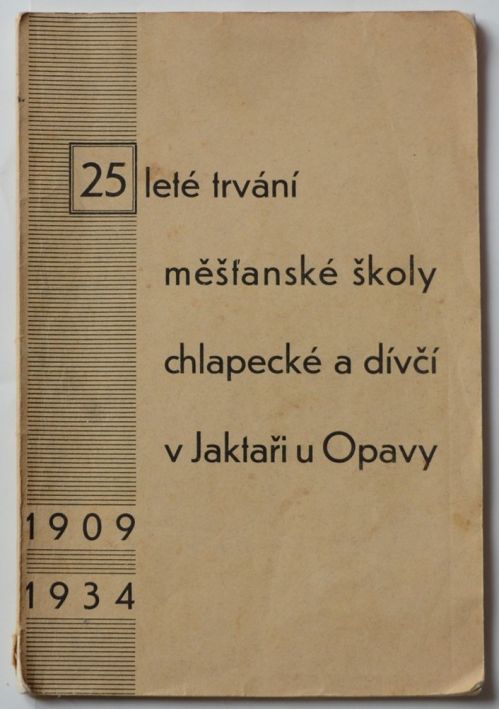 25 leté trvání
měšťanské školy
chlapecké a dívčí
v Jaktaři u Opavy
1909
1934